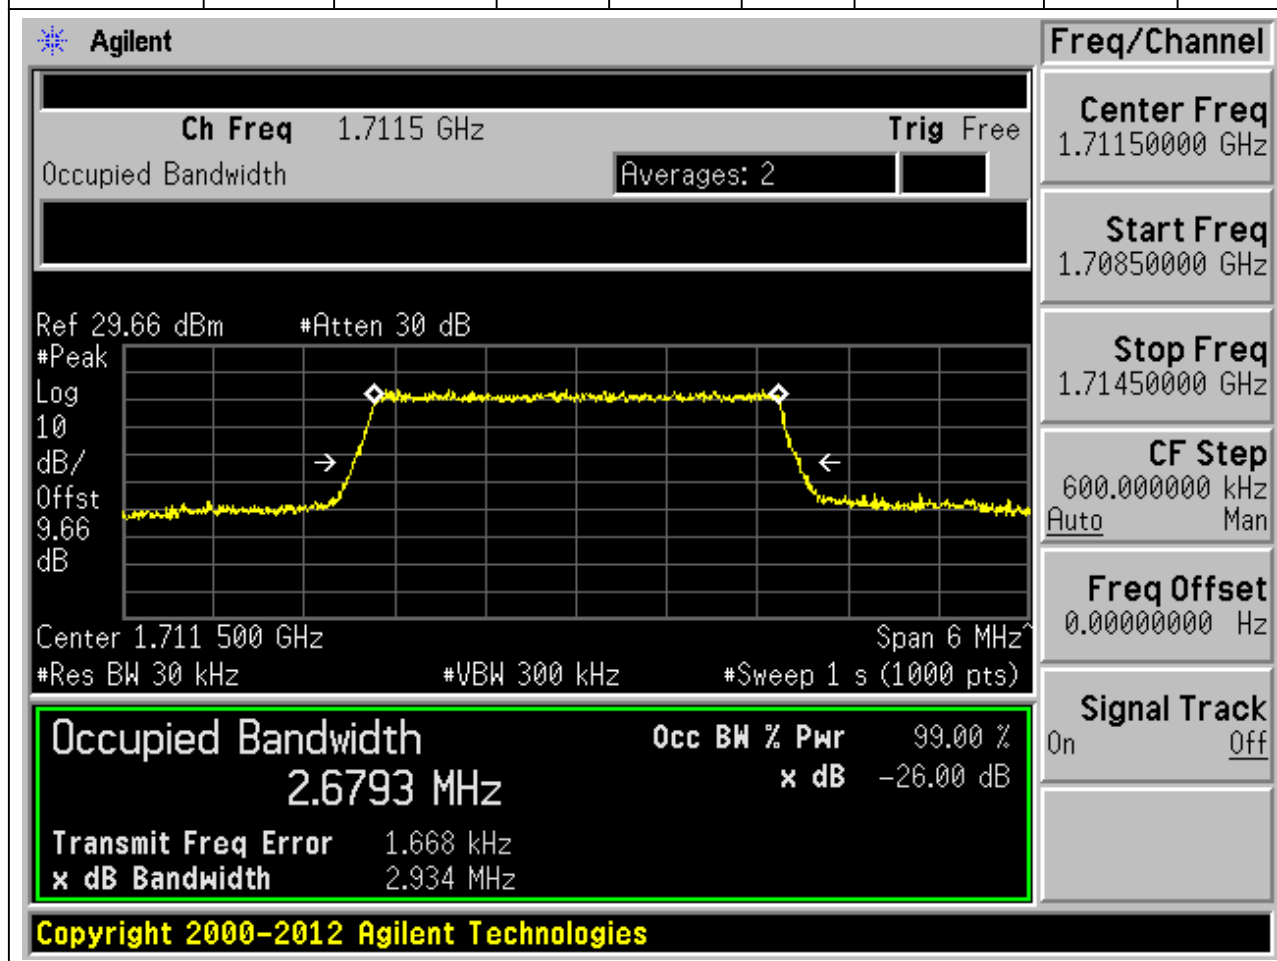 Agilent
Freq/Channel
Ch Freq 1.7115 GHz Trig Free
Occupied Bandwidth Averages: 2
Center Freq
1.71150000 GHz
Start Freq
1.70850000 GHz
Stop Freq
1.71450000 GHz
CF Step
600.000000 kHz
Auto Man
Freq Offset
0.00000000 Hz
Signal Track
On Off
Ref 29.66 dBm #Atten 30 dB
#Peak
Log
10
dB/
Offst
9.66
dB
Center 1.711 500 GHz Span 6 MHz^
#Res BW 30 kHz #VBW 300 kHz #Sweep 1 s (1000 pts)
Occupied Bandwidth Occ BW % Pwr 99.00 %
2.6793 MHz x dB -26.00 dB
Transmit Freq Error 1.668 kHz
x dB Bandwidth 2.934 MHz
Copyright 2000-2012 Agilent Technologies